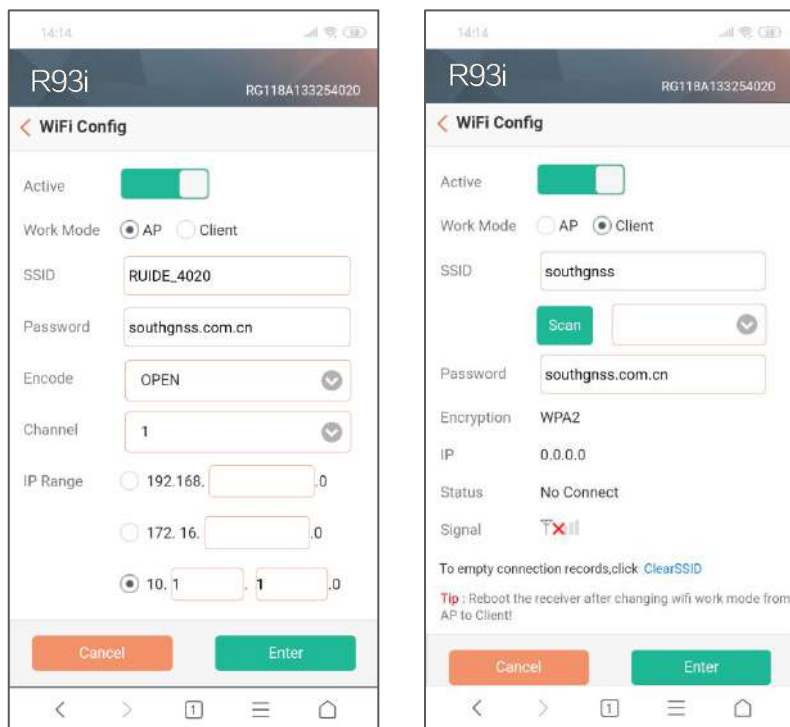 14:14
R93i
RG118A133254020
WiFi Config
Active
Work Mode AP Client
SSID RUIDE_4020
Password southgnss.com.cn
Encode OPEN
Channel 1
IP Range 192.168. .0
172. 16. .0
10. 1 . 1 .0
Cancel Enter
1
14:14
R93i
RG118A133254020
WiFi Config
Active
Work Mode AP Client
SSID southgnss
Scan
Password southgnss.com.cn
Encryption WPA2
IP 0.0.0.0
Status No Connect
Signal
To empty connection records,click ClearSSID
Tip : Reboot the receiver after changing wifi work mode from
AP to Client!
Cancel Enter
1